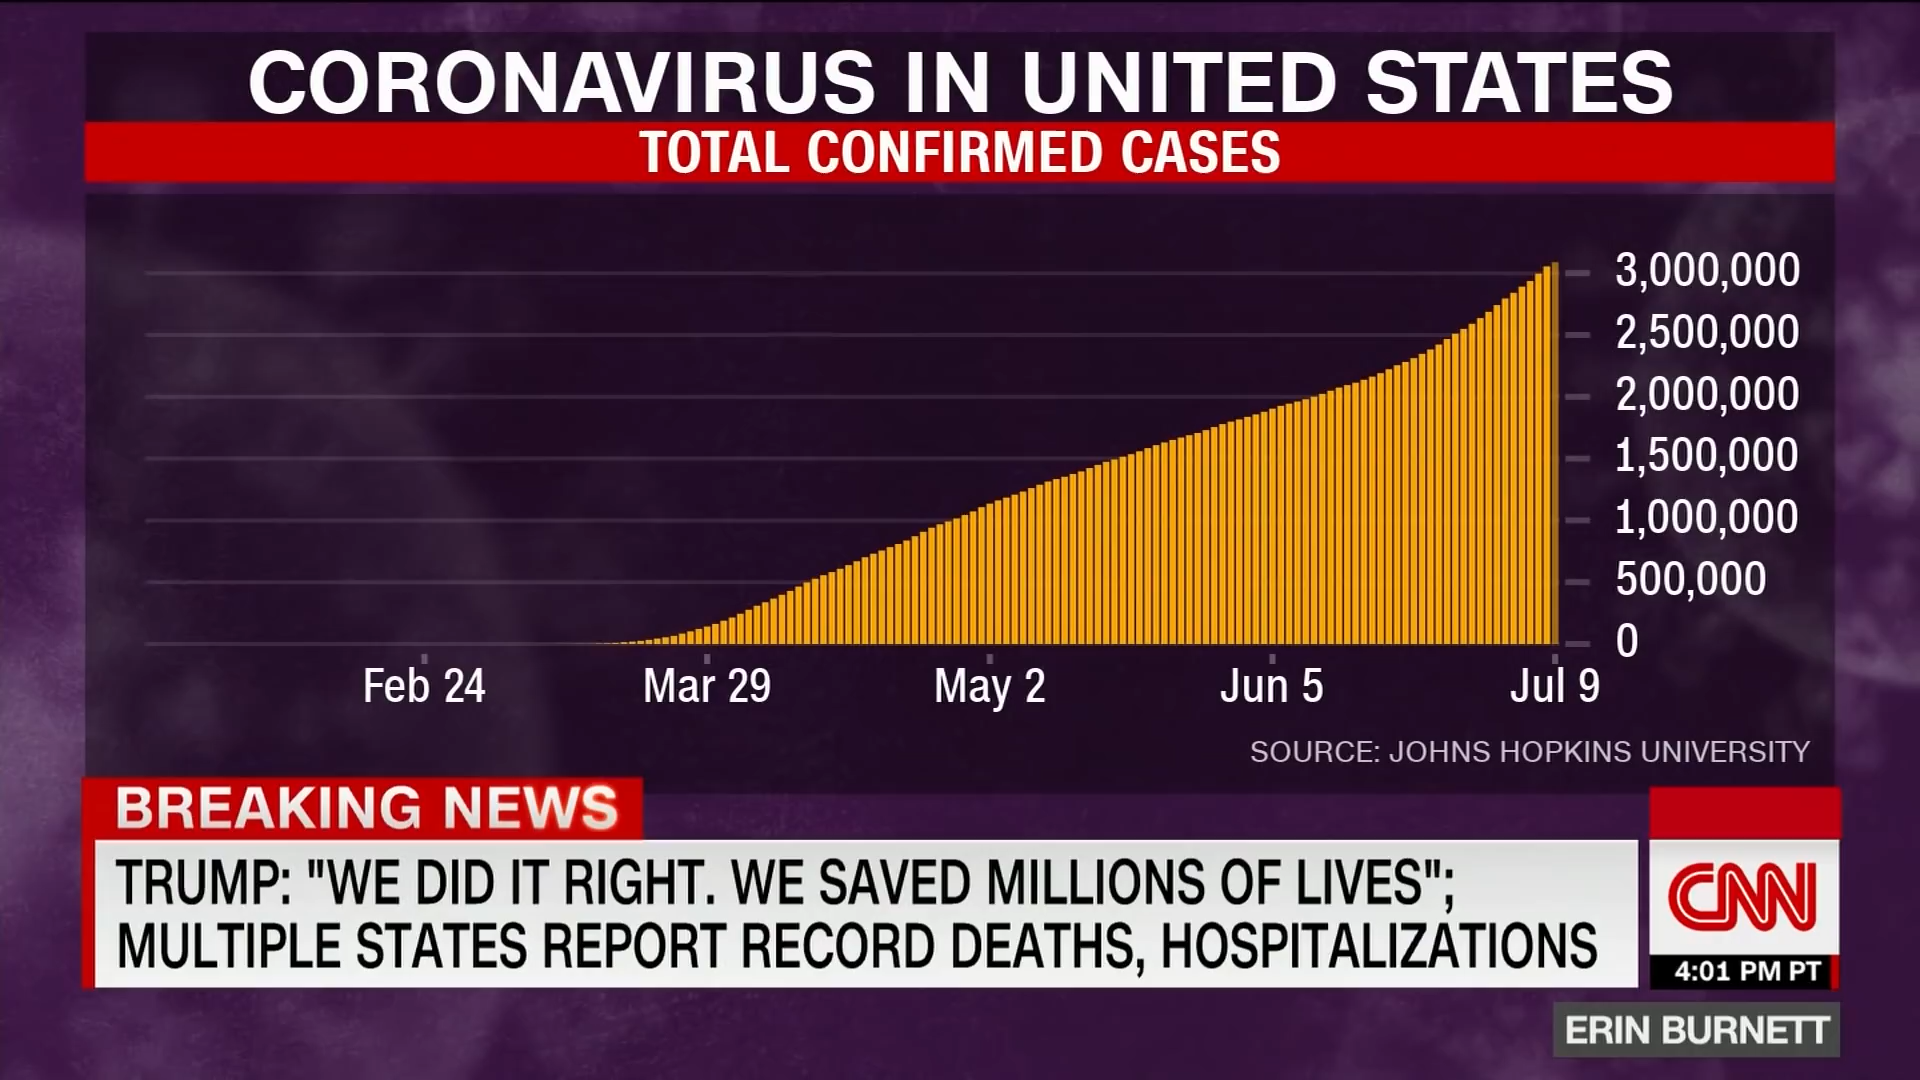 CORONAVIRUS IN UNITED STATES
TOTAL CONFIRMED CASES
3,000,000
2,500,000
2,000,000
1,500,000
1,000,000
500,000
0
Feb 24 Mar 29 May 2 Jun 5 Jul 9
SOURCE: JOHNS HOPKINS UNIVERSITY
BREAKING NEWS
TRUMP: "WE DID IT RIGHT. WE SAVED MILLIONS OF LIVES";
MULTIPLE STATES REPORT RECORD DEATHS, HOSPITALIZATIONS
CNN
4:01 PM PT
ERIN BURNETT